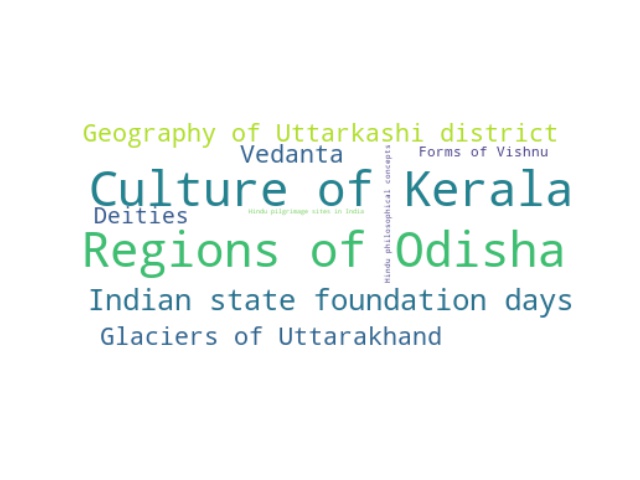 Geography of Uttarkashi district
Vedanta
Forms of Vishnu
Hindu philosophical concepts
Culture of Kerala
Hindu pilgrimage sites in India
Deities
Regions of Odisha
Indian state foundation days
Glaciers of Uttarakhand